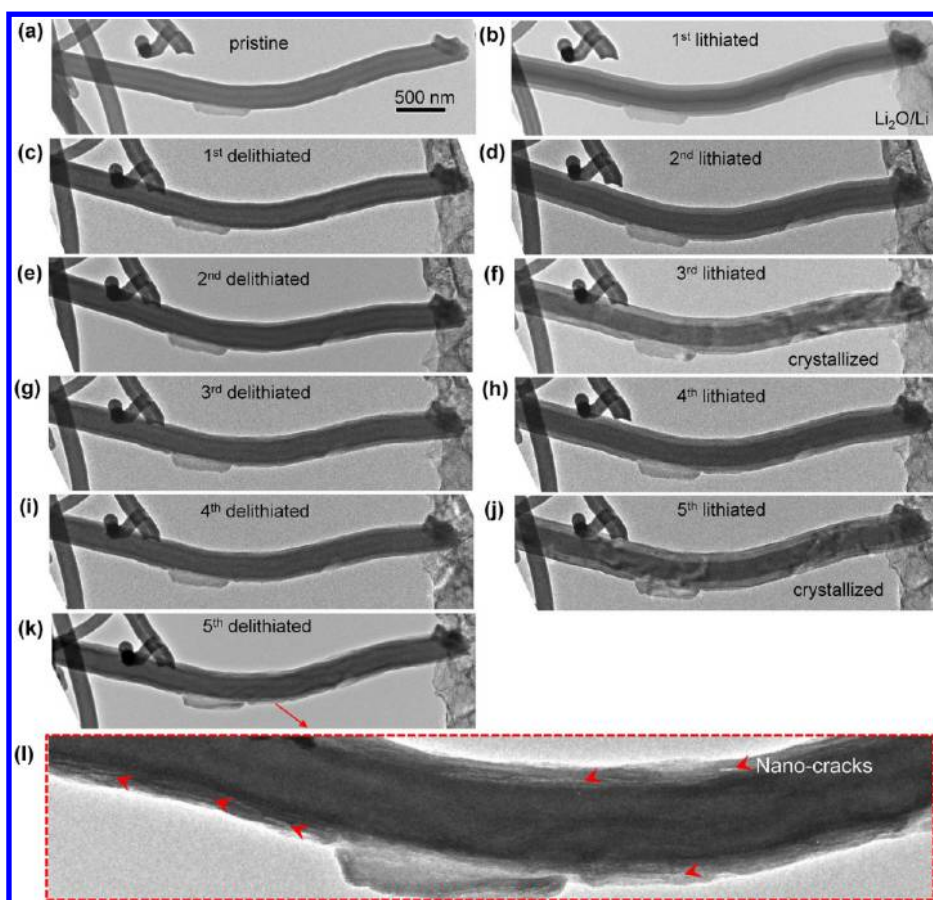 (a)
pristine
500 nm
(b)
1st lithiated
Li₂O/Li
(c)
1st delithiated
(d)
2nd lithiated
(e)
2nd delithiated
(f)
3rd lithiated
crystallized
(g)
3rd delithiated
(h)
4th lithiated
(i)
4th delithiated
(j)
5th lithiated
crystallized
(k)
5th delithiated
(l)
Nano-cracks